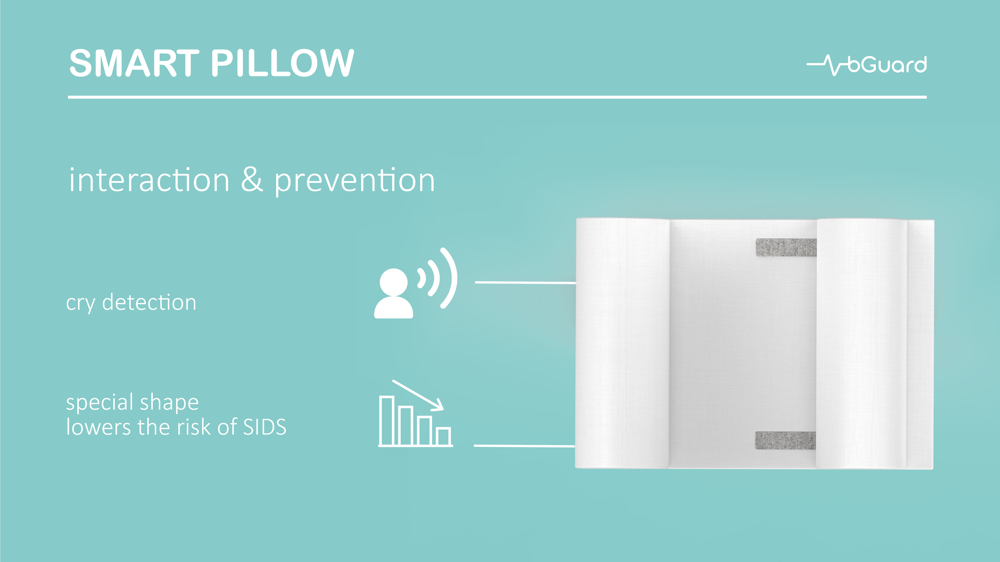 SMART PILLOW
bGuard
interaction & prevention
cry detection
special shape
lowers the risk of SIDS